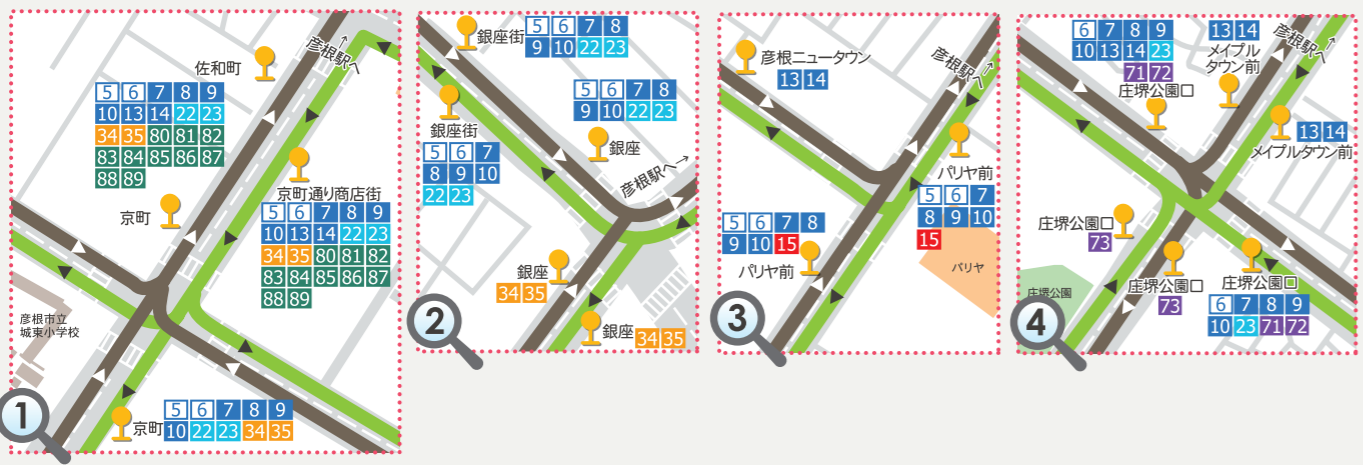 佐和町
5 6 7 8 9
10 13 14 22 23
34 35 80 81 82
83 84 85 86 87
88 89
彦根駅へ→
京町
京町通り商店街
5 6 7 8 9
10 13 14 22 23
34 35 80 81 82
83 84 85 86 87
88 89
彦根市立
城東小学校
京町
5 6 7 8 9
10 22 23 34 35
1
銀座街
5 6 7 8
9 10 22 23
銀座街
5 6 7
8 9 10
22 23
5 6 7 8
9 10 22 23
銀座
彦根駅へ→
銀座
34 35
銀座 34 35
2
彦根ニュータウン
13 14
彦根駅へ→
パリヤ前
5 6 7
8 9 10
15
5 6 7 8
9 10 15
パリヤ前
パリヤ
3
6 7 8 9
10 13 14 23
71 72
庄堺公園口
13 14
メイプル
タウン前
彦根駅へ→
13 14
メイプルタウン前
庄堺公園口
73
庄堺公園口
73
庄堺公園口
6 7 8 9
10 23 71 72
庄堺公園
4